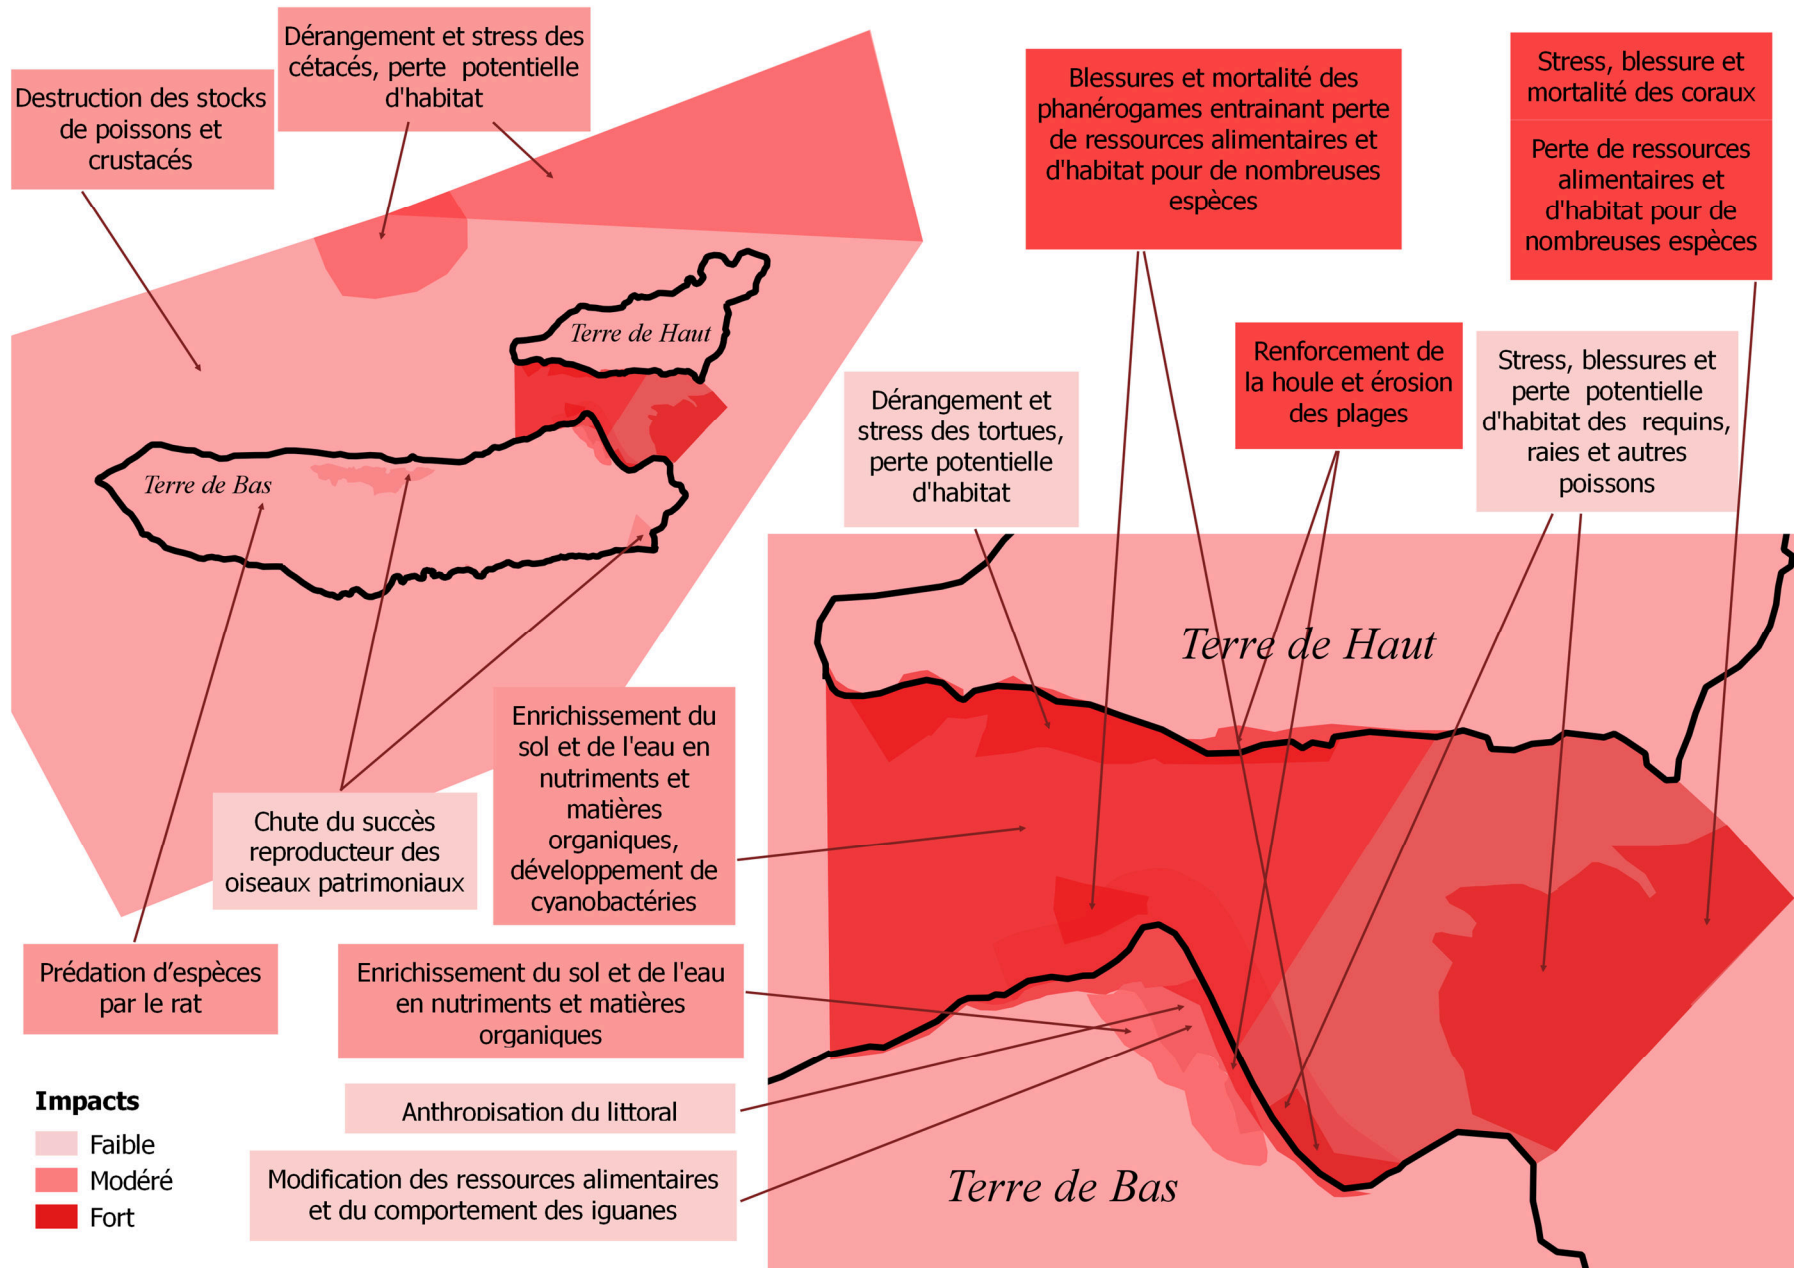 Dérangement et stress des
cétacés, perte potentielle
d'habitat
Destruction des stocks
de poissons et
crustacés
Blessures et mortalité des
phanérogames entrainant perte
de ressources alimentaires et
d'habitat pour de nombreuses
espèces
Stress, blessure et
mortalité des coraux
Perte de ressources
alimentaires et
d'habitat pour de
nombreuses espèces
Terre de Haut
Terre de Bas
Dérangement et
stress des tortues,
perte potentielle
d'habitat
Renforcement de
la houle et érosion
des plages
Stress, blessures et
perte potentielle
d'habitat des requins,
raies et autres
poissons
Terre de Haut
Enrichissement du
sol et de l'eau en
nutriments et
matières
organiques,
développement de
cyanobactéries
Chute du succès
reproducteur des
oiseaux patrimoniaux
Prédation d’espèces
par le rat
Enrichissement du sol et de l'eau
en nutriments et matières
organiques
Anthropisation du littoral
Modification des ressources alimentaires
et du comportement des iguanes
Terre de Bas
Impacts
Faible
Modéré
Fort